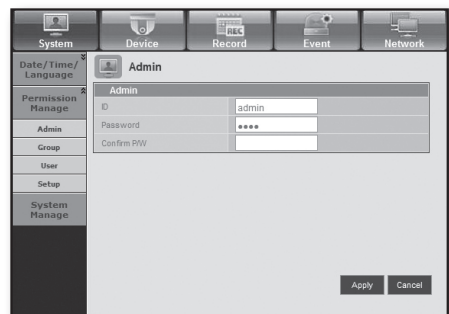 System
Device
REC
Record
Event
Network
Date/Time/
Language
Permission
Manage
Admin
Group
User
Setup
System
Manage
Admin
Admin
ID
admin
Password
●●●●
Confirm P/W
Apply
Cancel